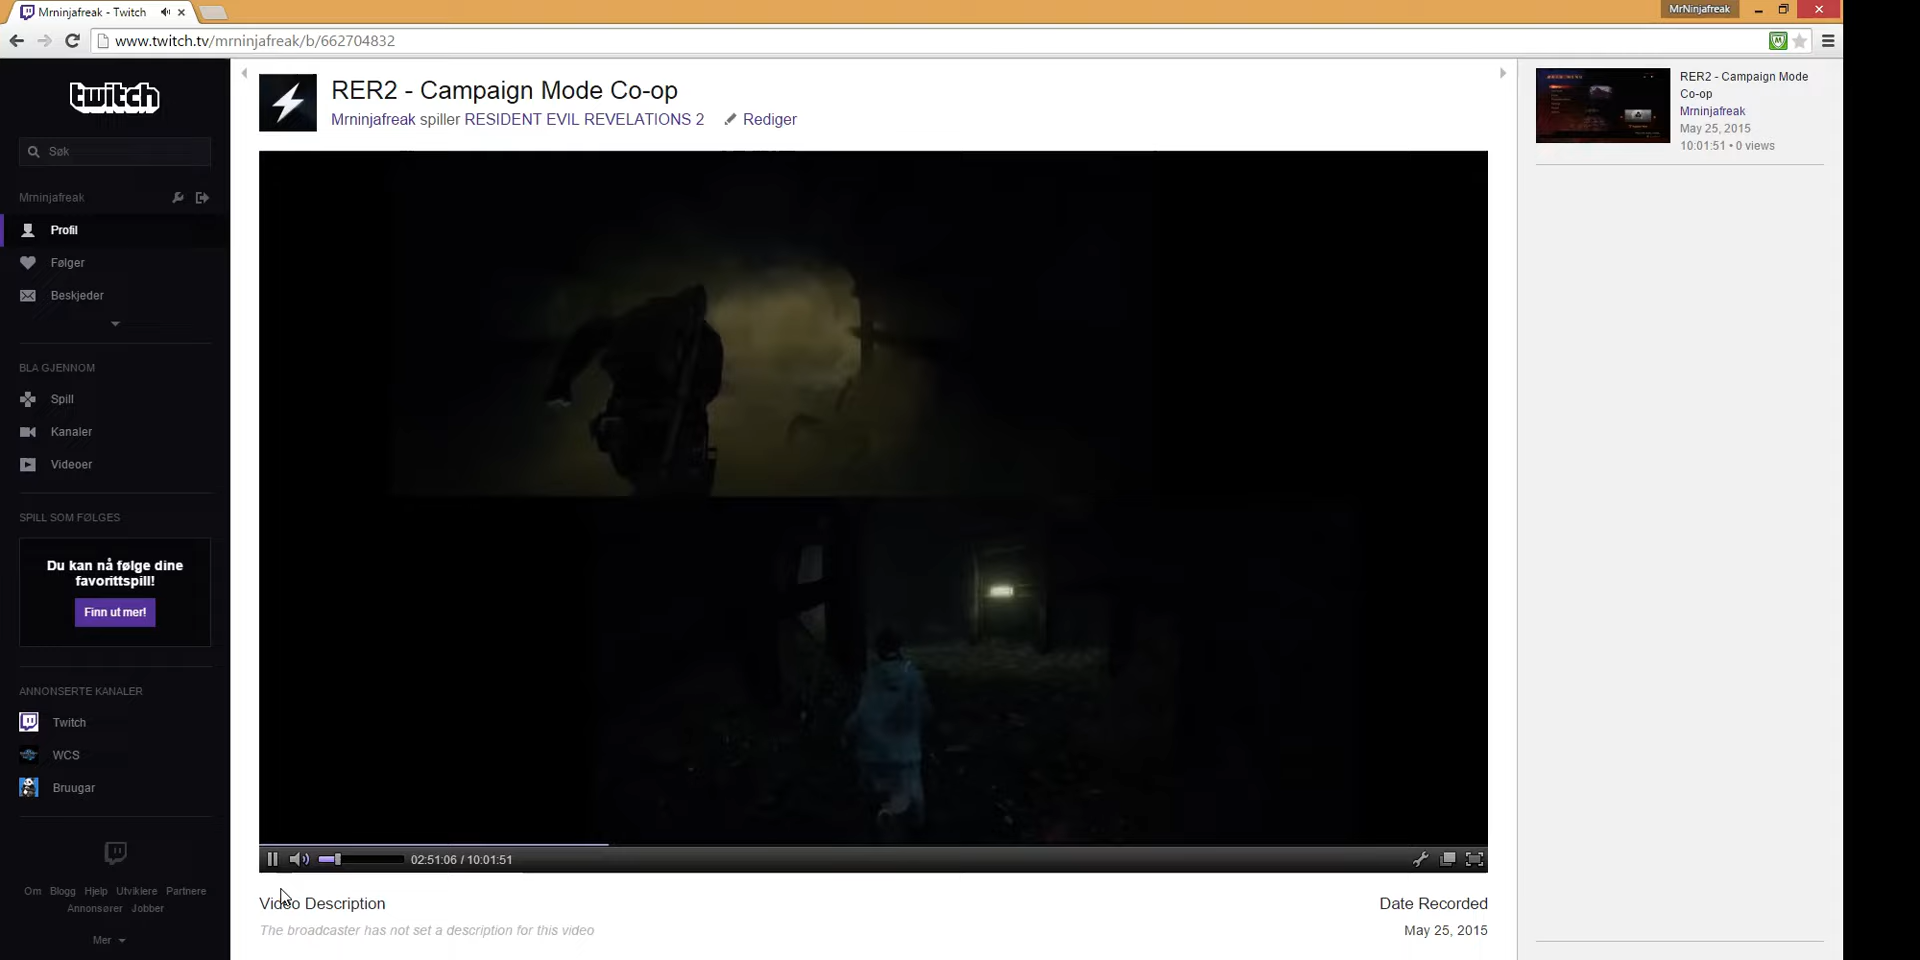 Mrninjafreak - Twitch
MrNinjafreak
www.twitch.tv/mrninjafreak/b/662704832
twitch
Søk
Mrninjafreak
Profil
Følger
Beskjeder
BLA GJENNOM
Spill
Kanaler
Videoer
SPILL SOM FØLGES
Du kan nå følge dine
favorittspill!
Finn ut mer!
ANNONSERTE KANALER
Twitch
WCS
Bruugar
Om Blogg Hjelp Utviklere Partnere
Annonsører Jobber
Mer
RER2 - Campaign Mode Co-op
Mrninjafreak spiller RESIDENT EVIL REVELATIONS 2 Rediger
02:51:06 / 10:01:51
Video Description
The broadcaster has not set a description for this video
Date Recorded
May 25, 2015
RER2 - Campaign Mode
Co-op
Mrninjafreak
May 25, 2015
10:01:51 • 0 views